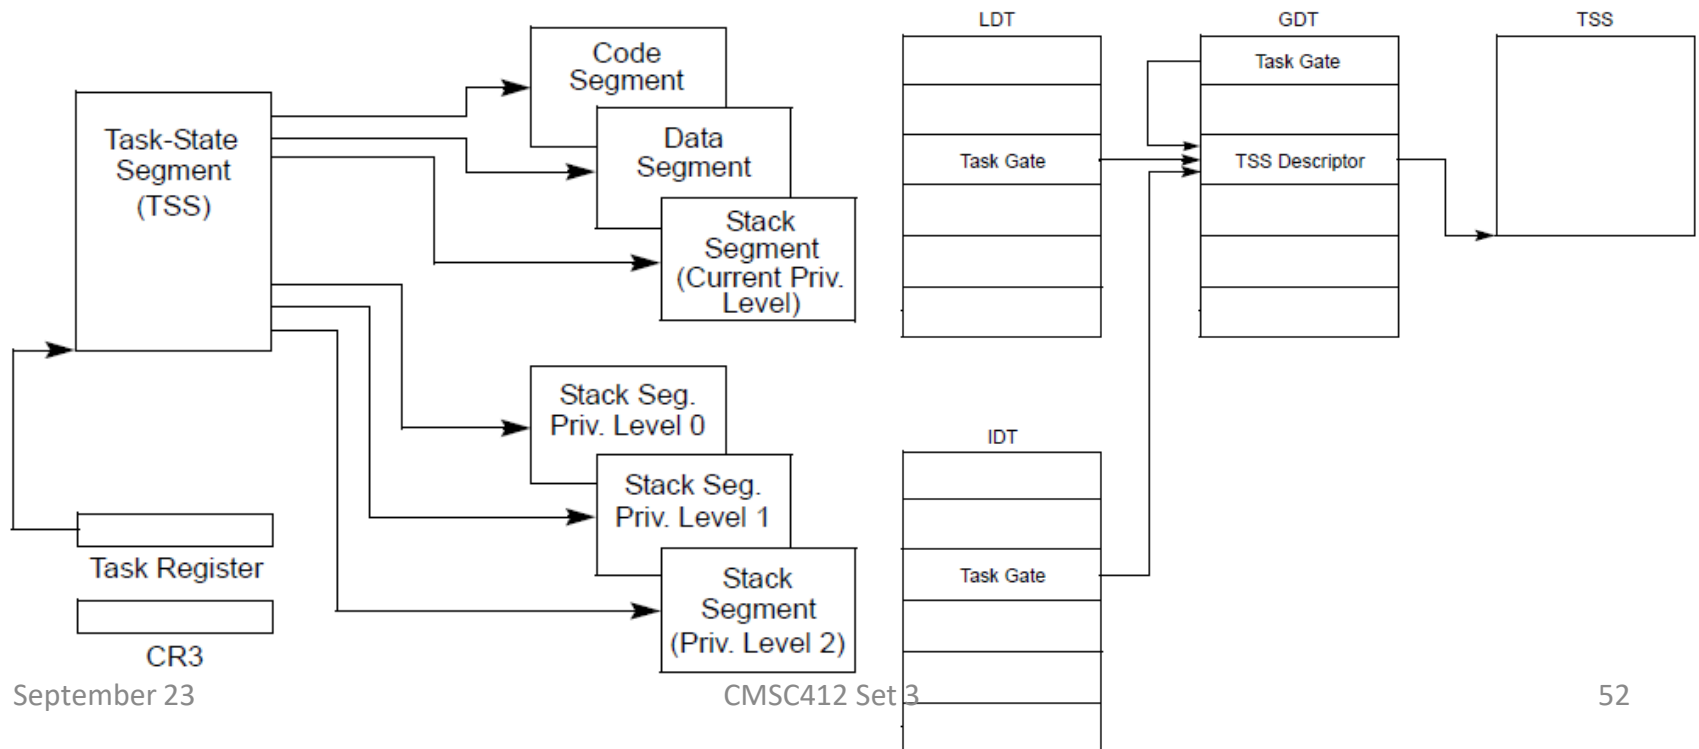 Task-State
Segment
(TSS)
Code
Segment
Data
Segment
Stack
Segment
(Current Priv.
Level)
Stack Seg.
Priv. Level 0
Stack Seg.
Priv. Level 1
Stack
Segment
(Priv. Level 2)
Task Register
CR3
LDT
Task Gate
GDT
Task Gate
TSS Descriptor
TSS
IDT
Task Gate
September 23
CMSC412 Set 3
52